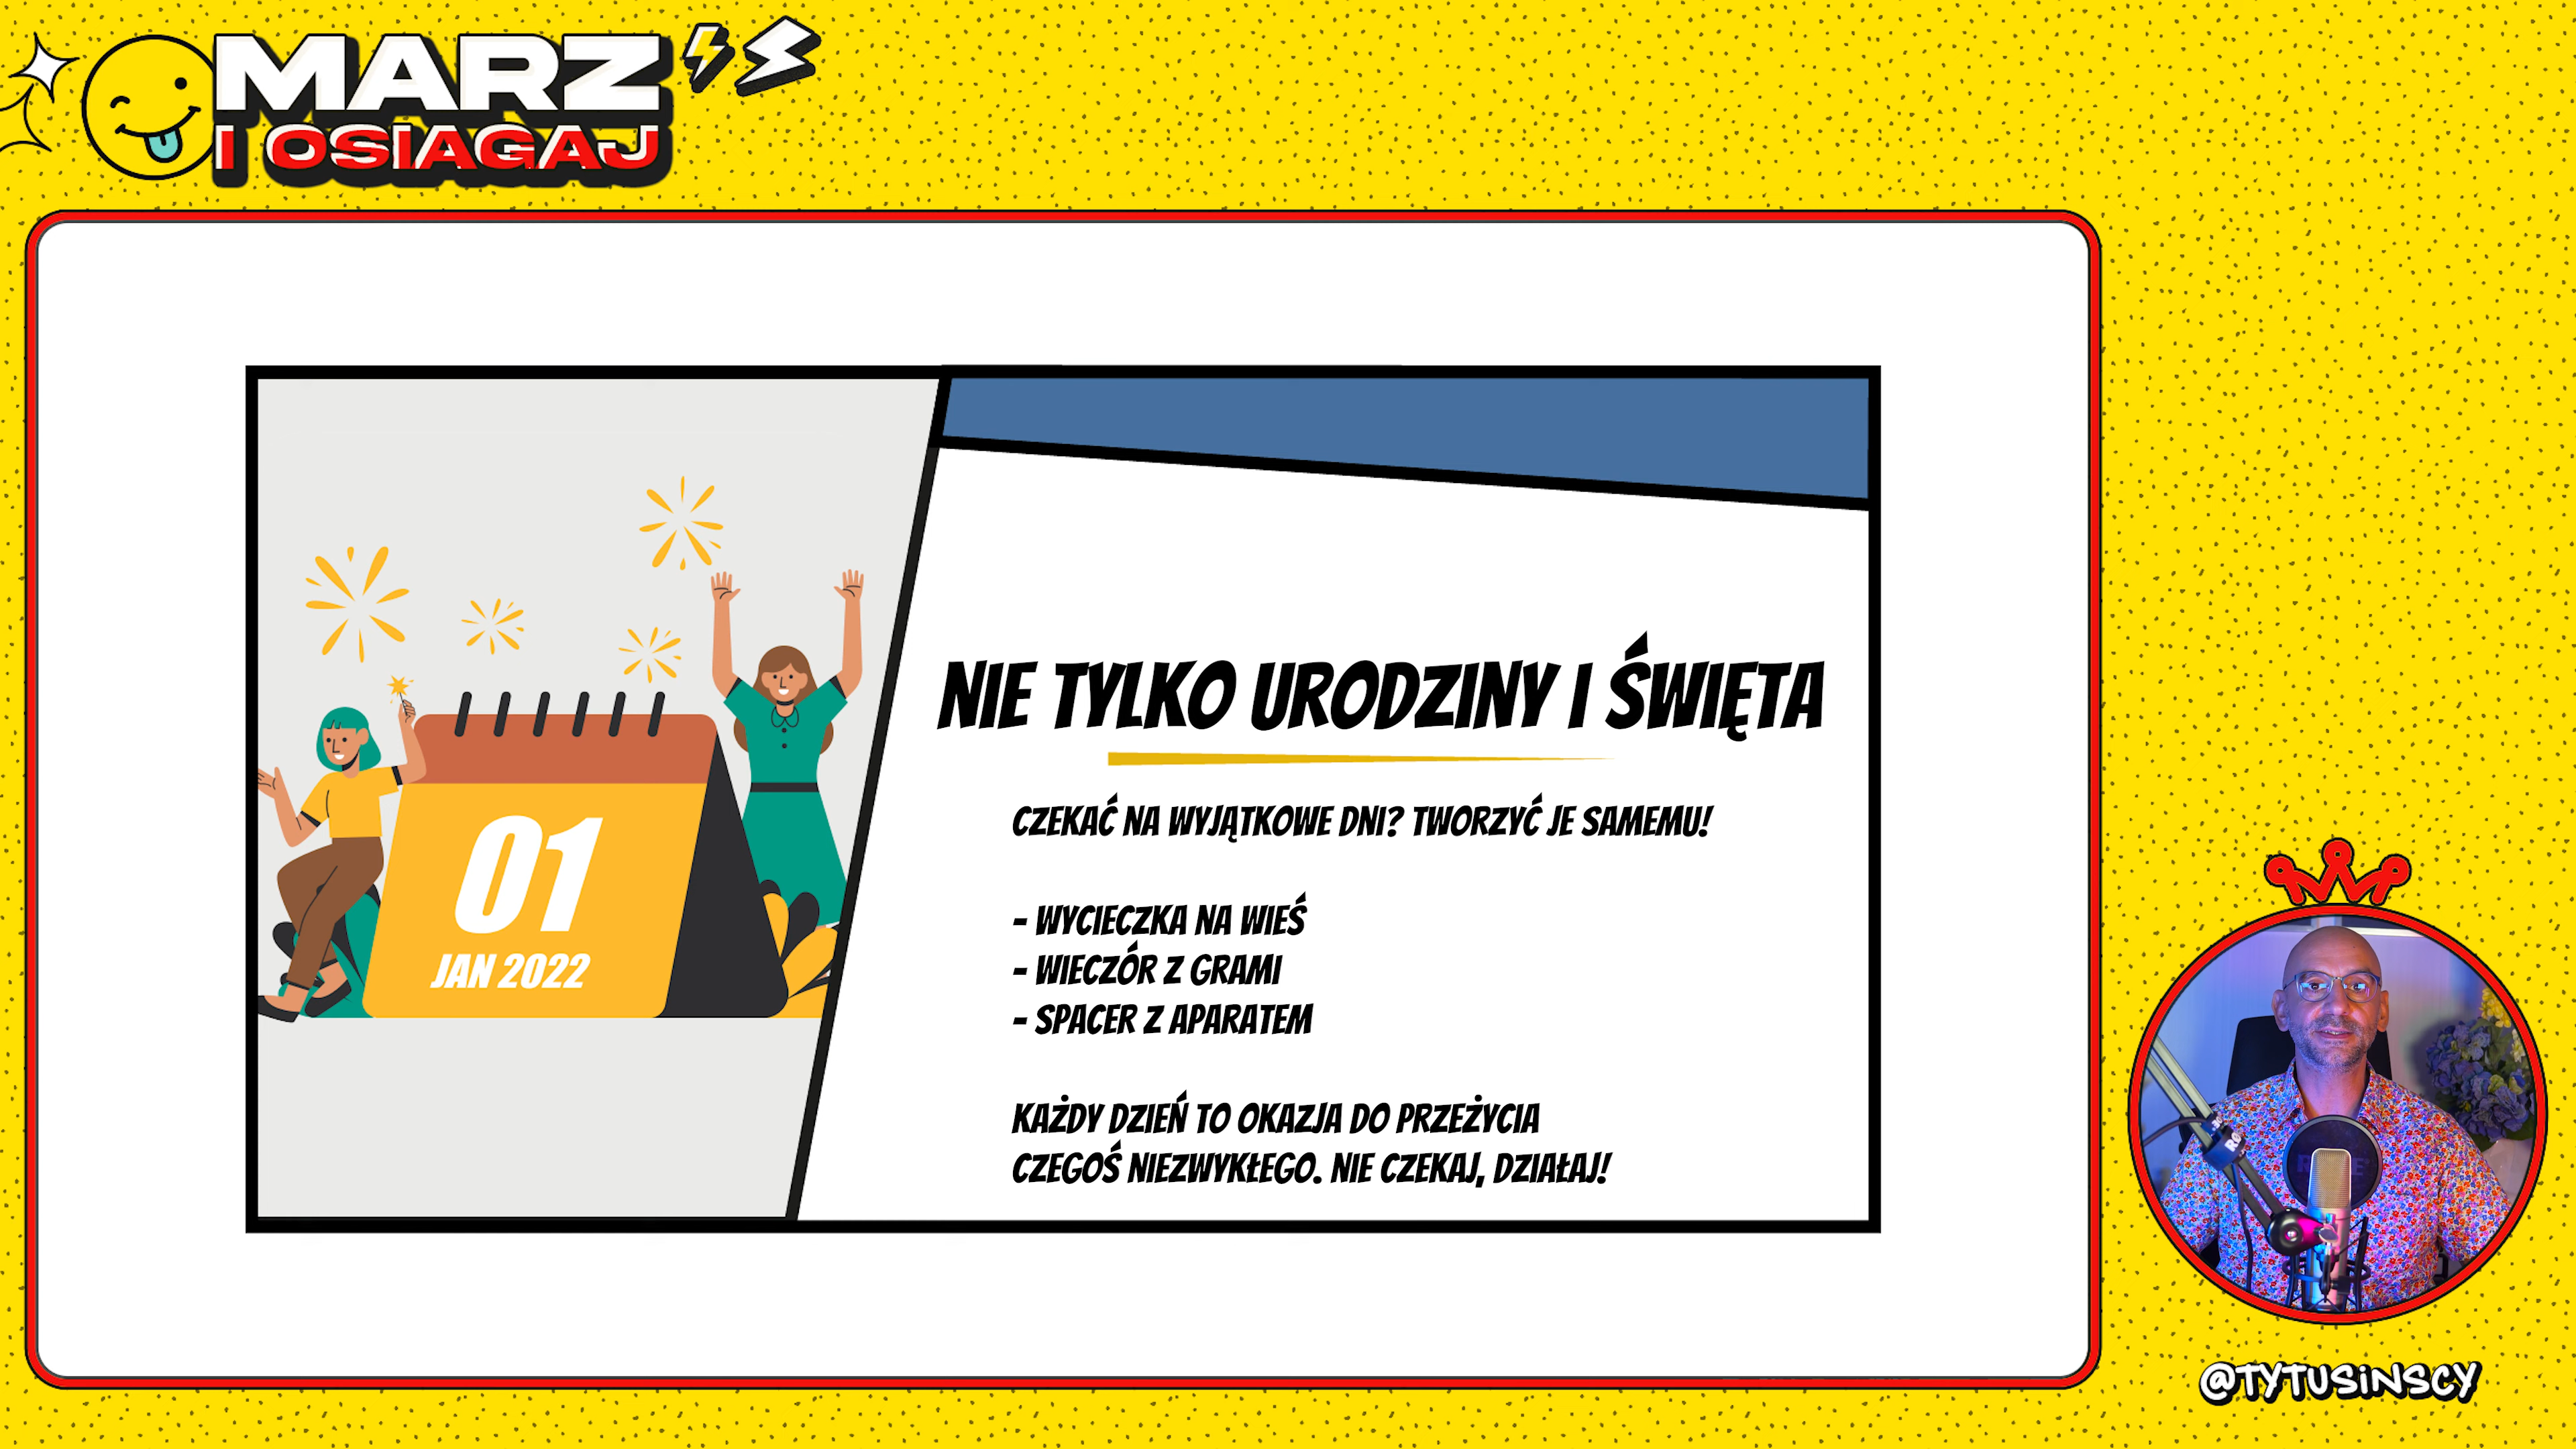 MARZ
I OSIAGAJ
01
JAN 2022
NIE TYLKO URODZINY I ŚWIĘTA
CZEKAĆ NA WYJĄTKOWE DNI? TWORZYĆ JE SAMEMU!
- WYCIECZKA NA WIEŚ
- WIECZÓR Z GRAMI
- SPACER Z APARATEM
KAŻDY DZIEŃ TO OKAZJA DO PRZEŻYCIA
CZEGOŚ NIEZWYKŁEGO. NIE CZEKAJ, DZIAŁAJ!
@TYTUSiNSCY